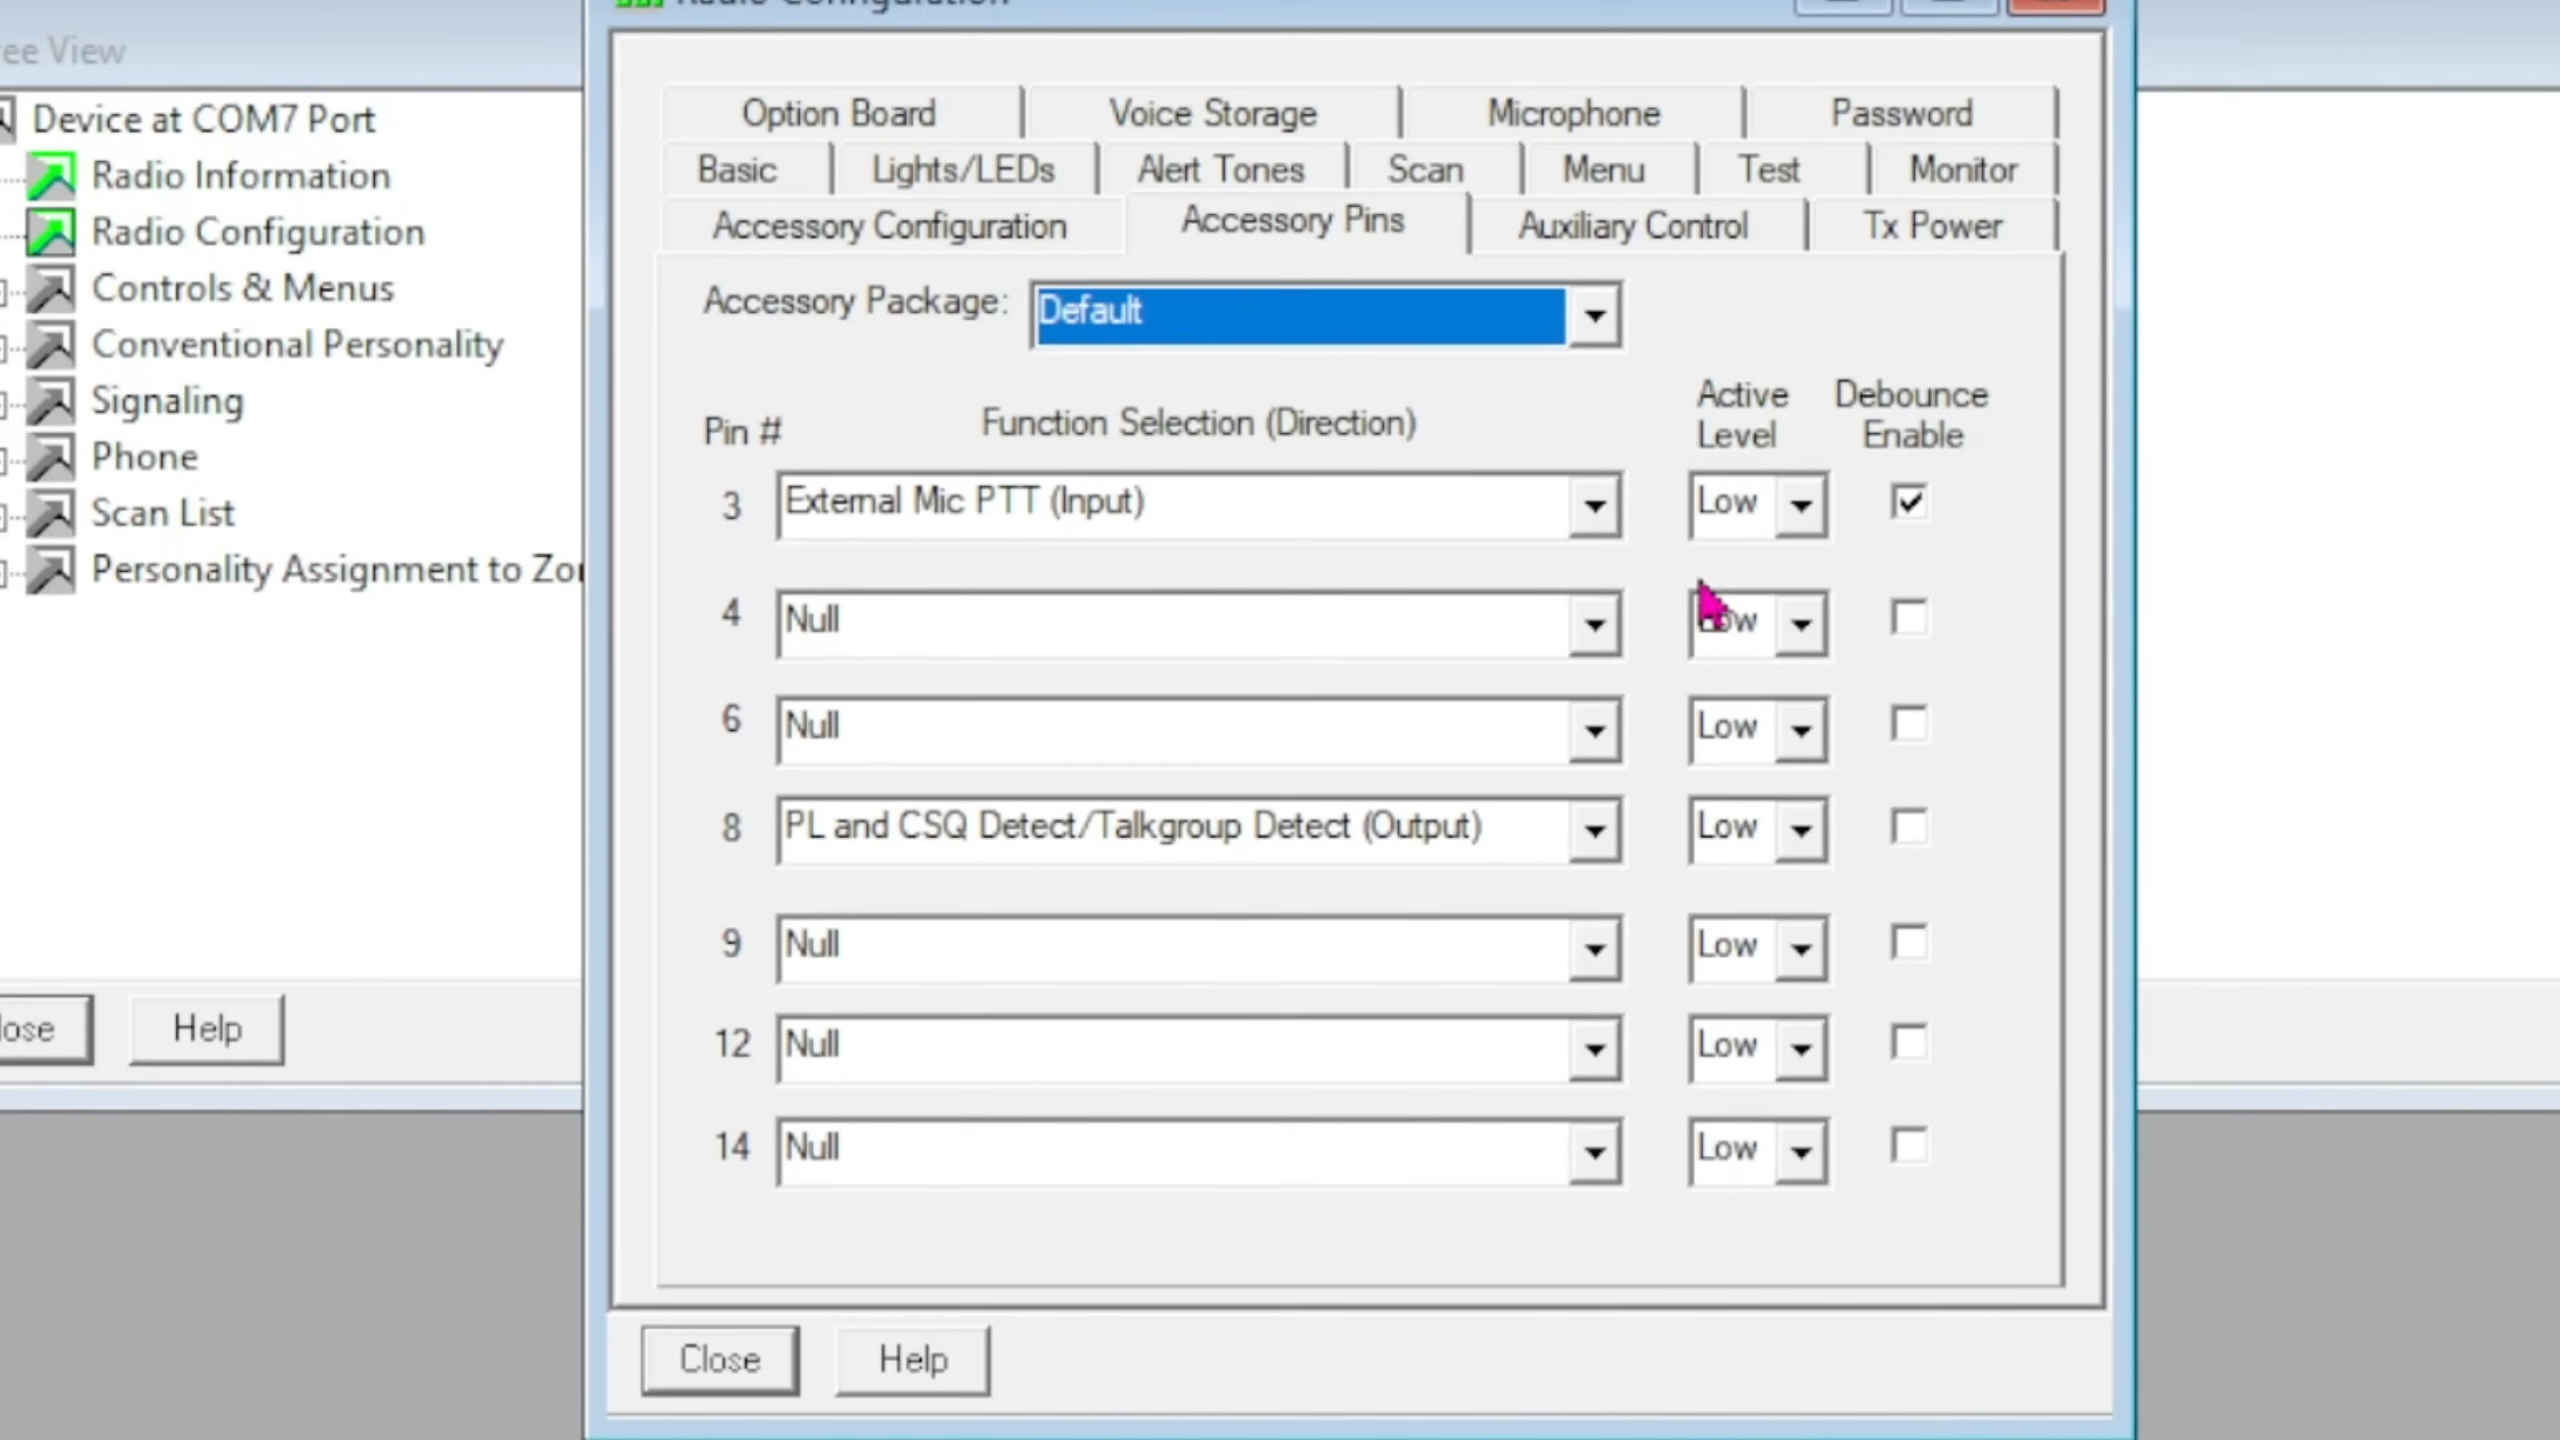 Radio Configuration
ee View
Device at COM7 Port
Radio Information
Radio Configuration
Controls & Menus
Conventional Personality
Signaling
Phone
Scan List
Personality Assignment to Zo
lose
Help
Option Board
Voice Storage
Microphone
Password
Basic
Lights/LEDs
Alert Tones
Scan
Menu
Test
Monitor
Accessory Configuration
Accessory Pins
Auxiliary Control
Tx Power
Accessory Package: Default
Pin #
Function Selection (Direction)
Active Level
Debounce Enable
3 External Mic PTT (Input) Low
4 Null Low
6 Null Low
8 PL and CSQ Detect/Talkgroup Detect (Output) Low
9 Null Low
12 Null Low
14 Null Low
Close
Help